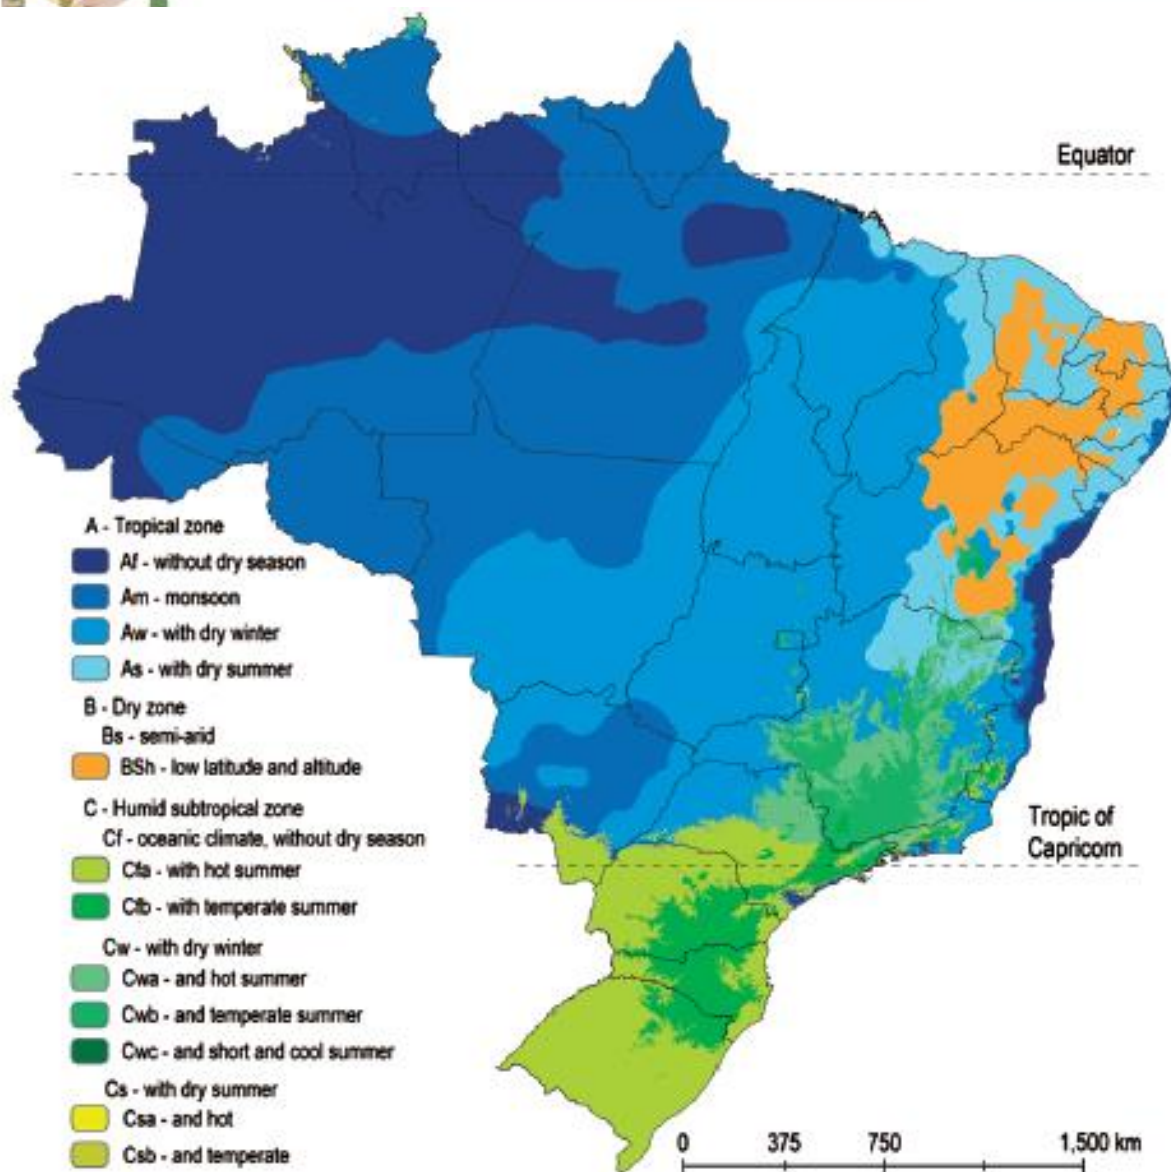 Equator
A - Tropical zone
Af - without dry season
Am - monsoon
Aw - with dry winter
As - with dry summer
B - Dry zone
Bs - semi-arid
BSh - low latitude and altitude
C - Humid subtropical zone
Cf - oceanic climate, without dry season
Cfa - with hot summer
Cfb - with temperate summer
Cw - with dry winter
Cwa - and hot summer
Cwb - and temperate summer
Cwc - and short and cool summer
Cs - with dry summer
Csa - and hot
Csb - and temperate
Tropic of
Capricorn
0 375 750 1,500 km